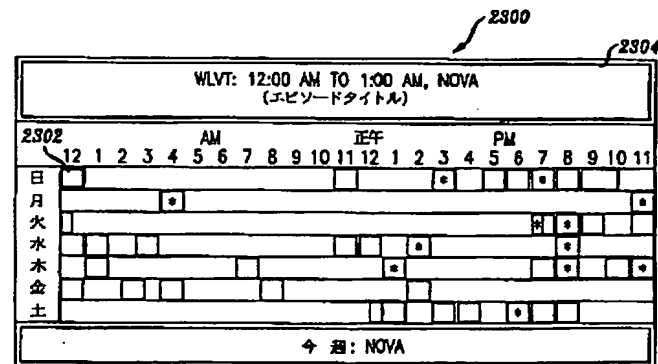 2300
2304
WLVT: 12:00 AM TO 1:00 AM, NOVA
(エピソードタイトル)
2302
AM 正午 PM
12 1 2 3 4 5 6 7 8 9 10 11 12 1 2 3 4 5 6 7 8 9 10 11
日 * *
月 * *
火 * *
水 * *
木 * * *
金
土 *
今 週: NOVA